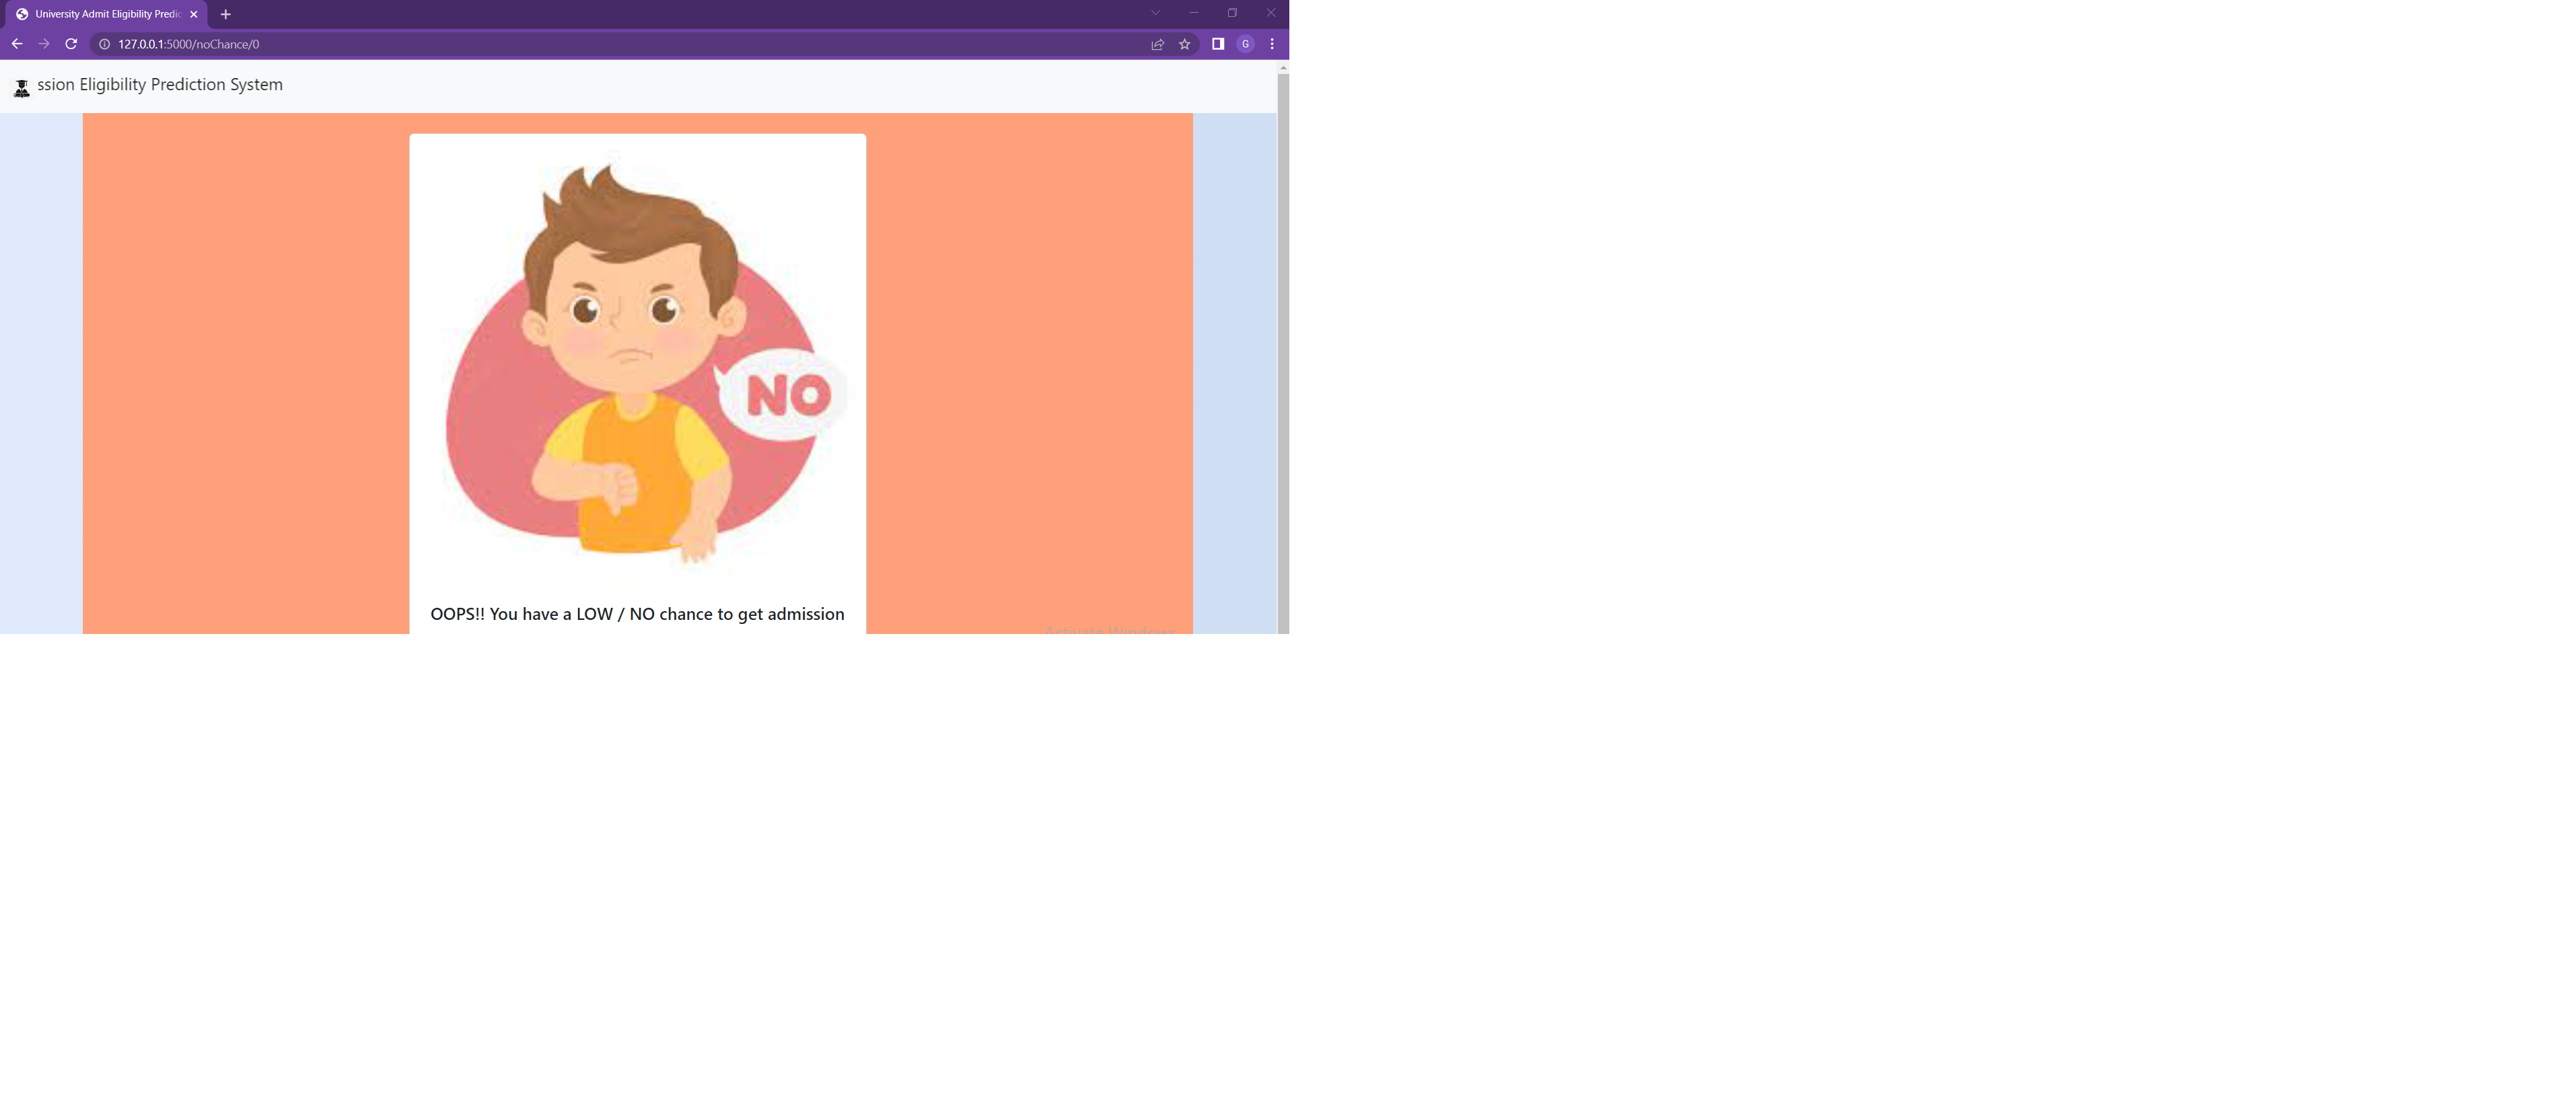 University Admit Eligibility Predic
127.0.0.1:5000/noChance/0
G
ssion Eligibility Prediction System
NO
OOPS!! You have a LOW / NO chance to get admission
Activate Windows